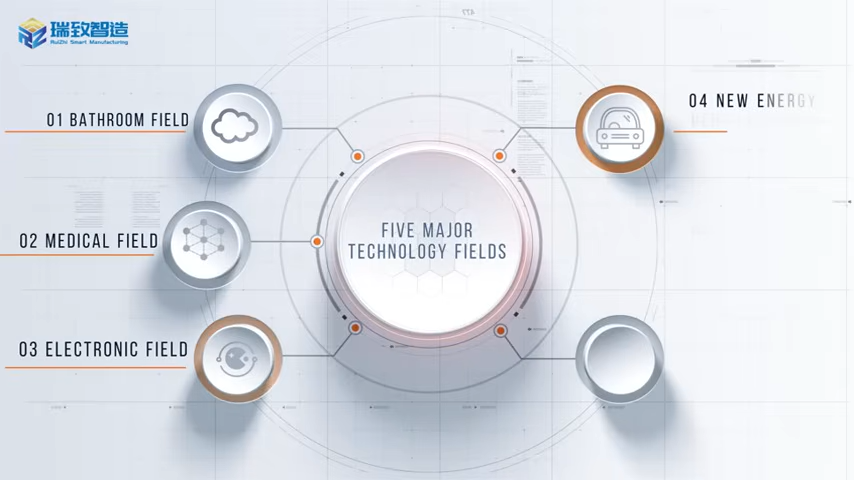 瑞致智造
RuiZhi Smart Manufacturing
477
01 BATHROOM FIELD
02 MEDICAL FIELD
03 ELECTRONIC FIELD
FIVE MAJOR
TECHNOLOGY FIELDS
04 NEW ENERGY